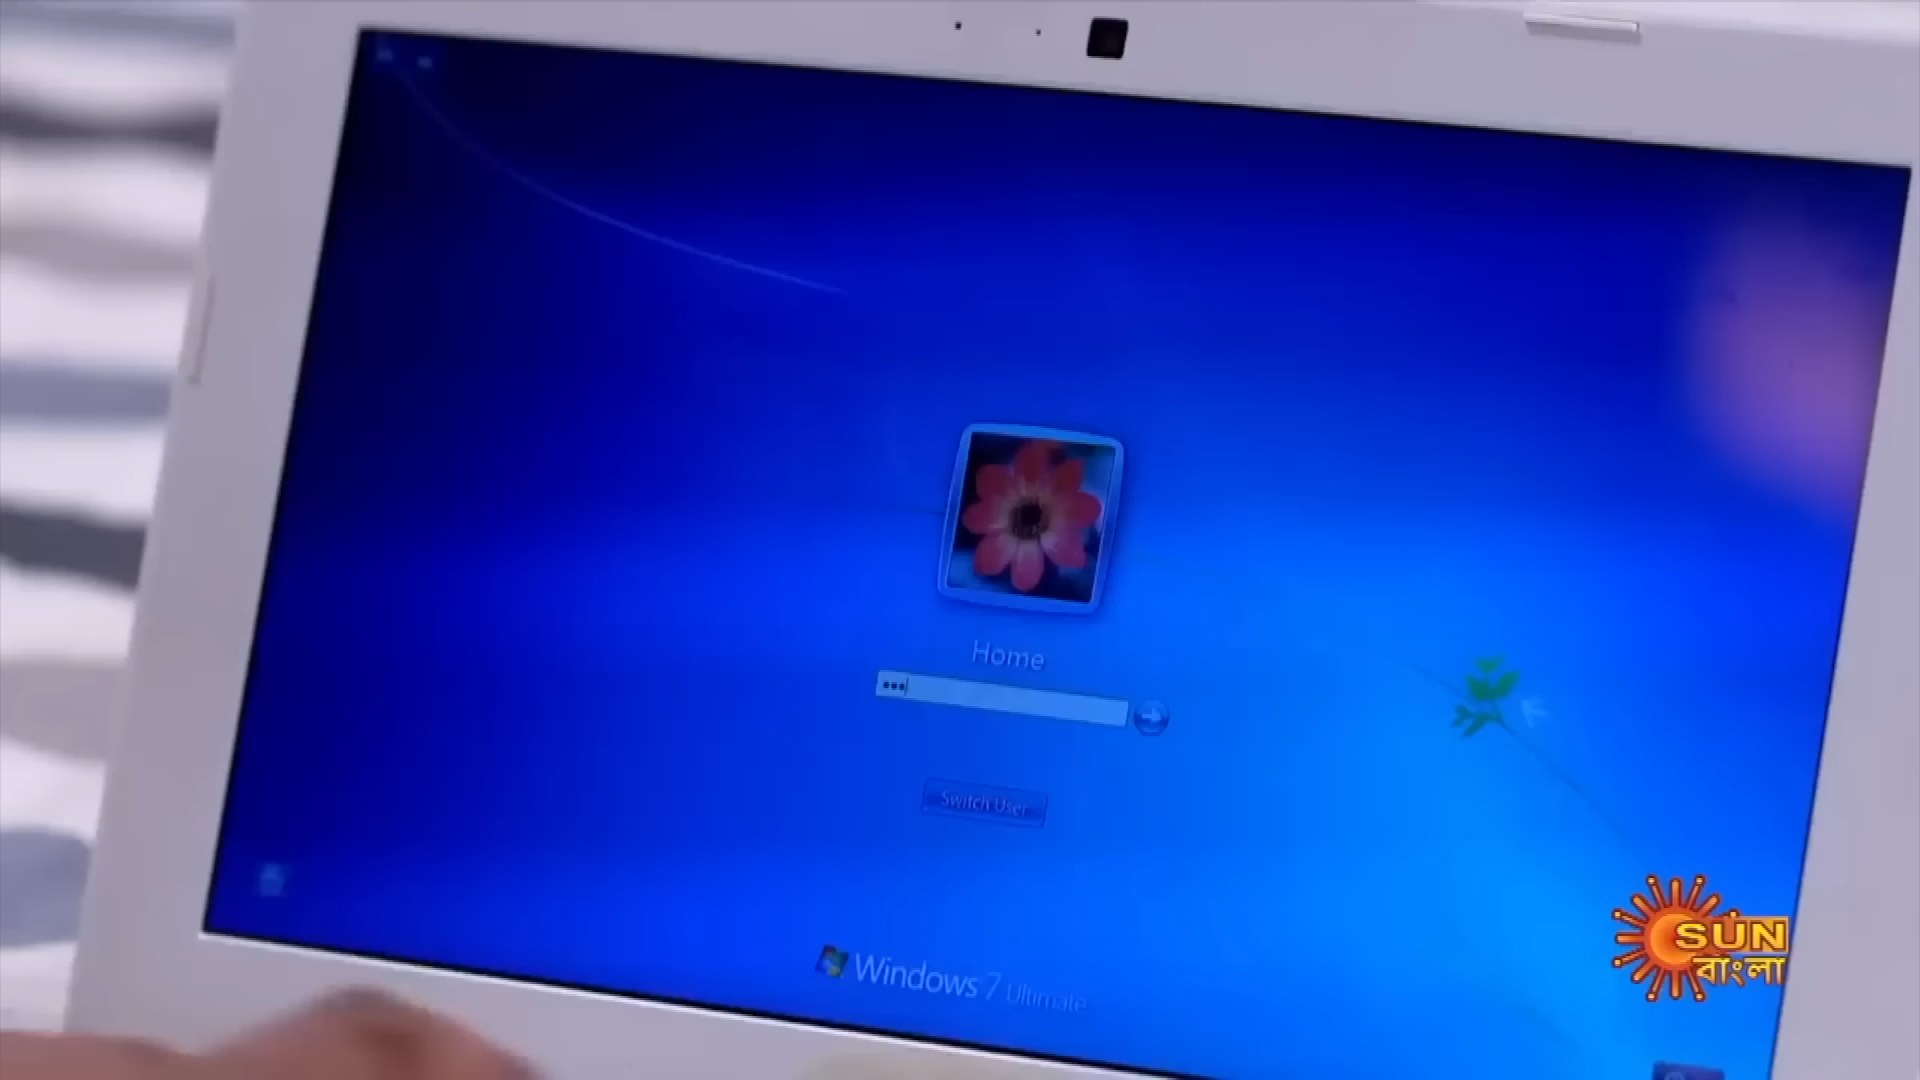 Home
•••
Switch User
Windows 7 Ultimate
SUN
বাংলা